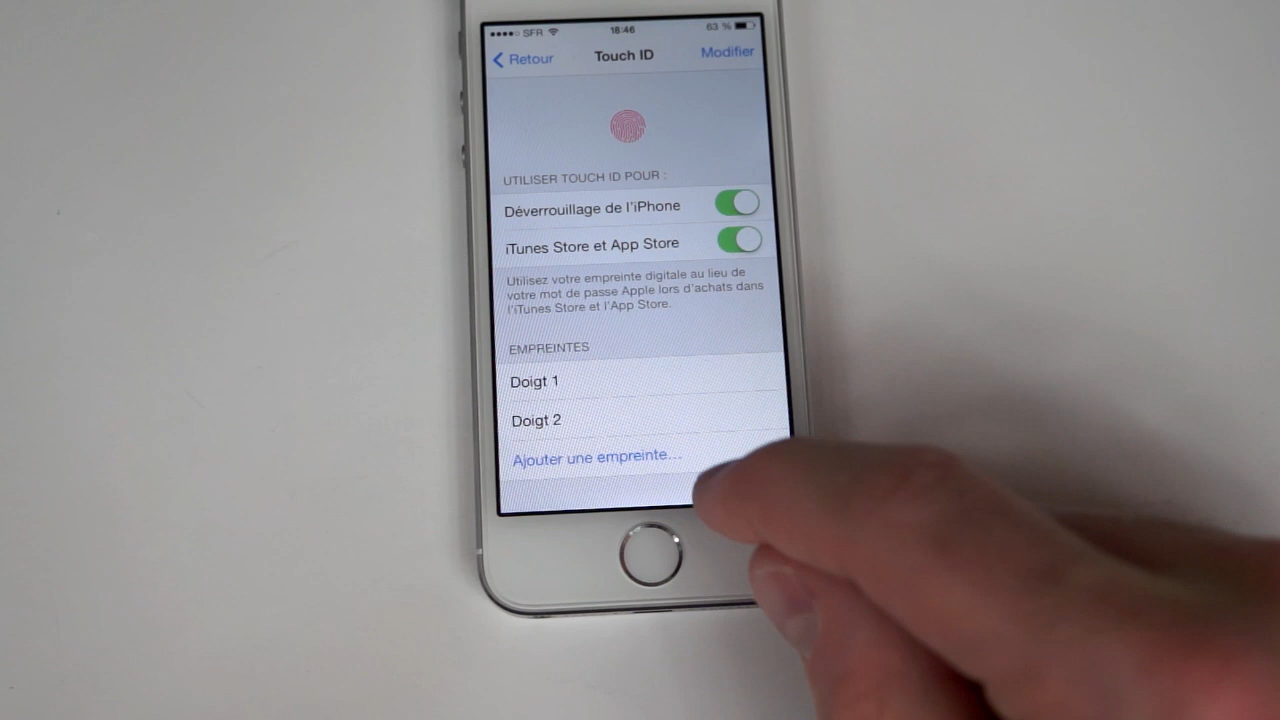 SFR 18:46 63 %
Retour Touch ID Modifier
UTILISER TOUCH ID POUR :
Déverrouillage de l'iPhone
iTunes Store et App Store
Utilisez votre empreinte digitale au lieu de
votre mot de passe Apple lors d'achats dans
l'iTunes Store et l'App Store.
EMPREINTES
Doigt 1
Doigt 2
Ajouter une empreinte...